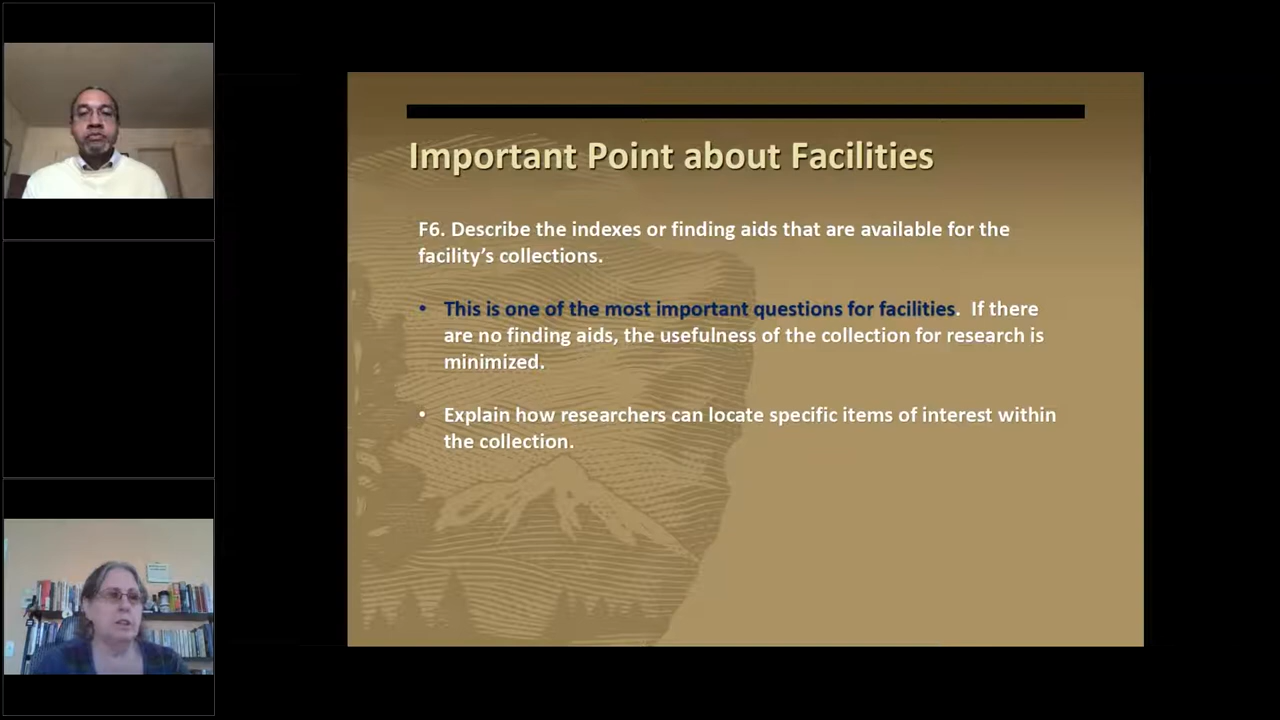 Important Point about Facilities
F6. Describe the indexes or finding aids that are available for the
facility’s collections.
• This is one of the most important questions for facilities. If there
are no finding aids, the usefulness of the collection for research is
minimized.
• Explain how researchers can locate specific items of interest within
the collection.